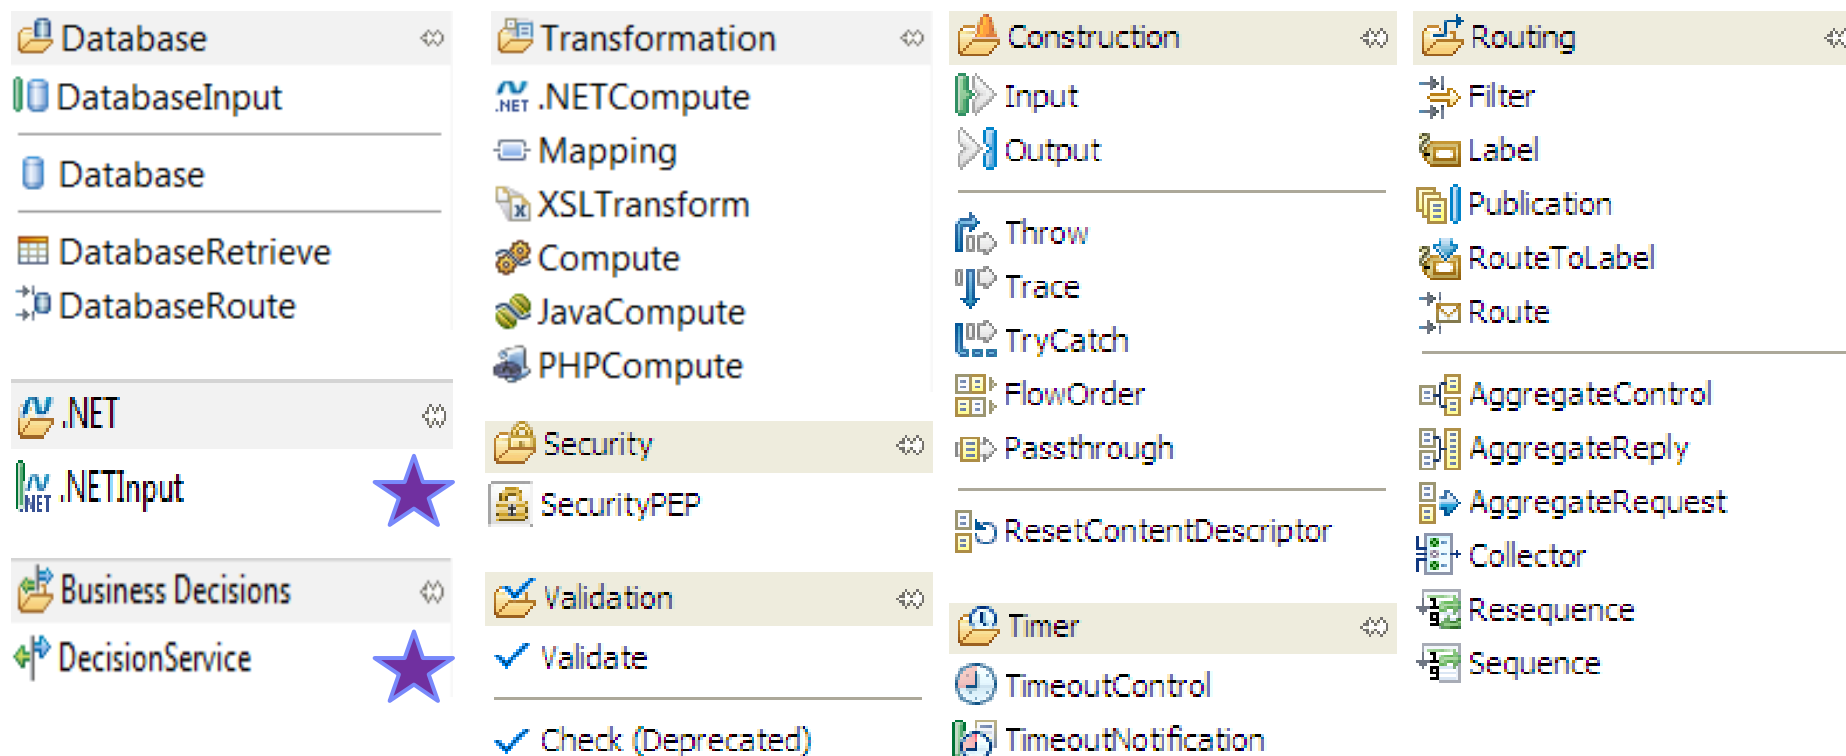 Database
DatabaseInput
Database
DatabaseRetrieve
DatabaseRoute
.NET
.NETInput
Business Decisions
DecisionService
Transformation
.NETCompute
Mapping
XSLTransform
Compute
JavaCompute
PHPCompute
Security
SecurityPEP
Validation
Validate
Check (Deprecated)
Construction
Input
Output
Throw
Trace
TryCatch
FlowOrder
Passthrough
ResetContentDescriptor
Timer
TimeoutControl
TimeoutNotification
Routing
Filter
Label
Publication
RouteToLabel
Route
AggregateControl
AggregateReply
AggregateRequest
Collector
Resequence
Sequence